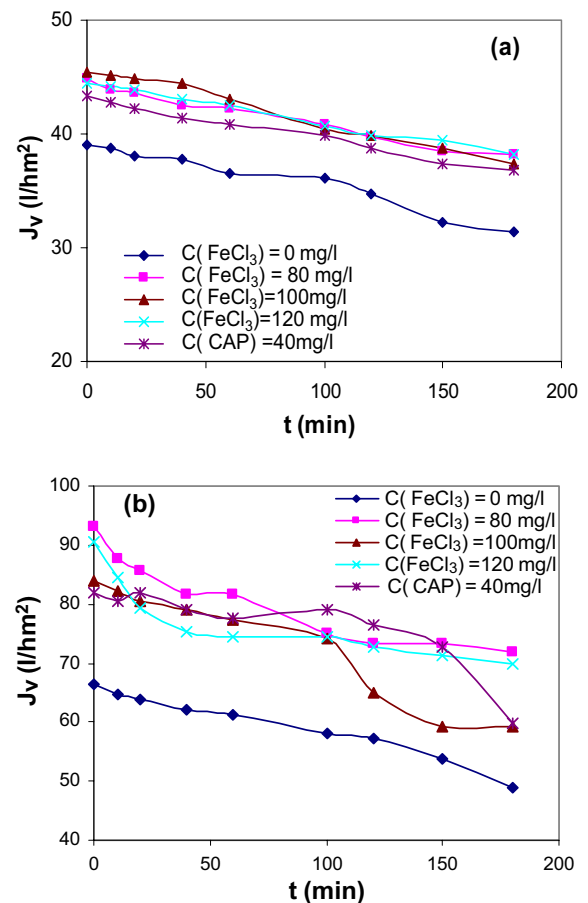 (a)
50
40
30
20
Jv (l/hm²)
C( FeCl₃) = 0 mg/l
C( FeCl₃) = 80 mg/l
C( FeCl₃)=100mg/l
C(FeCl₃)=120 mg/l
C( CAP) =40mg/l
0 50 100 150 200
t (min)
(b)
100
90
80
70
60
50
40
Jv (l/hm²)
C( FeCl₃) = 0 mg/l
C( FeCl₃) = 80 mg/l
C( FeCl₃) =100mg/l
C(FeCl₃) =120 mg/l
C( CAP) = 40mg/l
0 50 100 150 200
t (min)